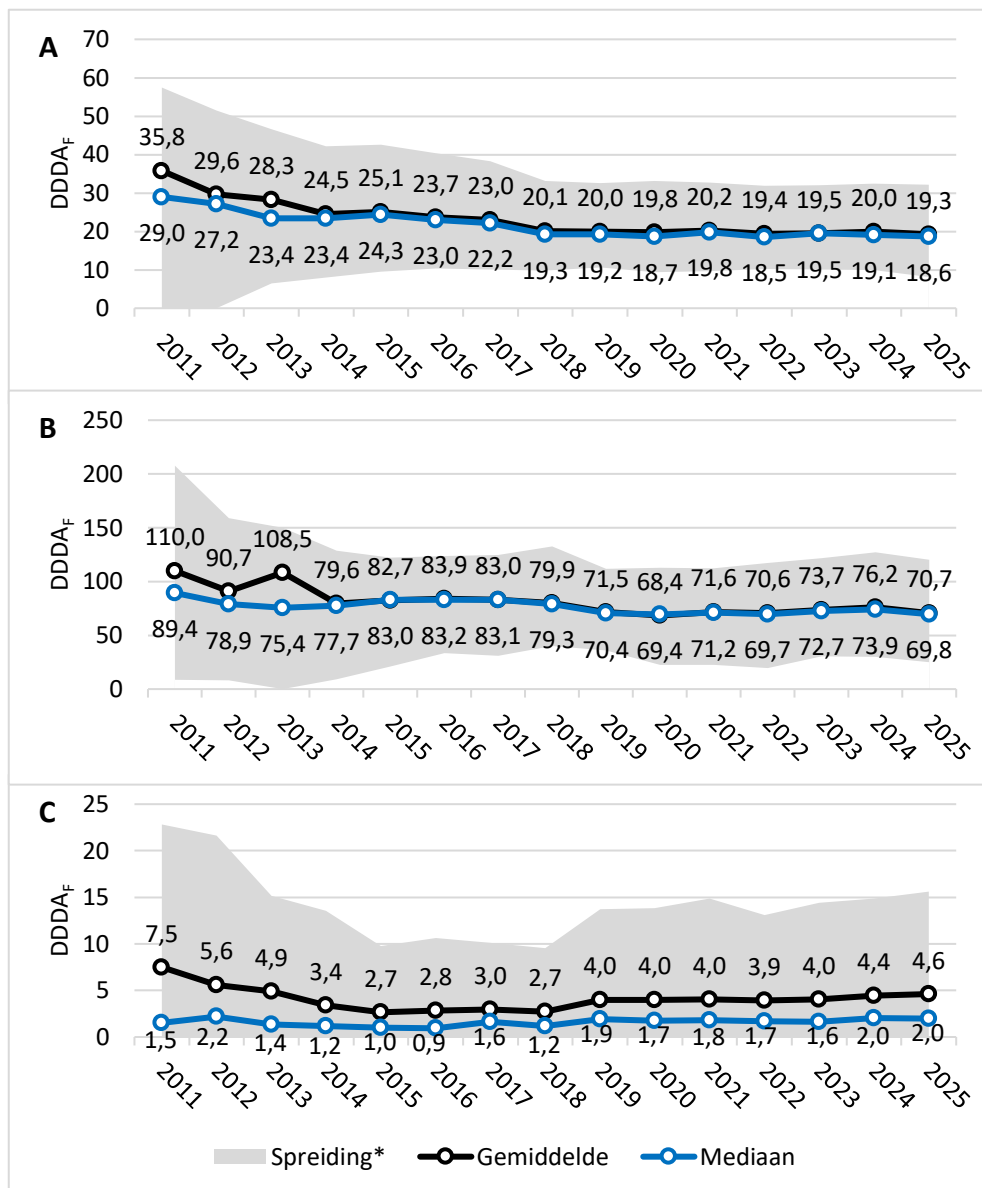 A
DDDA_F
70
60
50
40
30
20
10
0
35,8 29,6 28,3 24,5 25,1 23,7 23,0 20,1 20,0 19,8 20,2 19,4 19,5 20,0 19,3
29,0 27,2 23,4 23,4 24,3 23,0 22,2 19,3 19,2 18,7 19,8 18,5 19,5 19,1 18,6
2011 2012 2013 2014 2015 2016 2017 2018 2019 2020 2021 2022 2023 2024 2025
B
DDDA_F
250
200
150
100
50
0
110,0 90,7 108,5 79,6 82,7 83,9 83,0 79,9 71,5 68,4 71,6 70,6 73,7 76,2 70,7
89,4 78,9 75,4 77,7 83,0 83,2 83,1 79,3 70,4 69,4 71,2 69,7 72,7 73,9 69,8
2011 2012 2013 2014 2015 2016 2017 2018 2019 2020 2021 2022 2023 2024 2025
C
DDDA_F
25
20
15
10
5
0
7,5 5,6 4,9 3,4 2,7 2,8 3,0 2,7 4,0 4,0 4,0 3,9 4,0 4,4 4,6
1,5 2,2 1,4 1,2 1,0 0,9 1,6 1,2 1,9 1,7 1,8 1,7 1,6 2,0 2,0
2011 2012 2013 2014 2015 2016 2017 2018 2019 2020 2021 2022 2023 2024 2025
Spreiding* Gemiddelde Mediaan